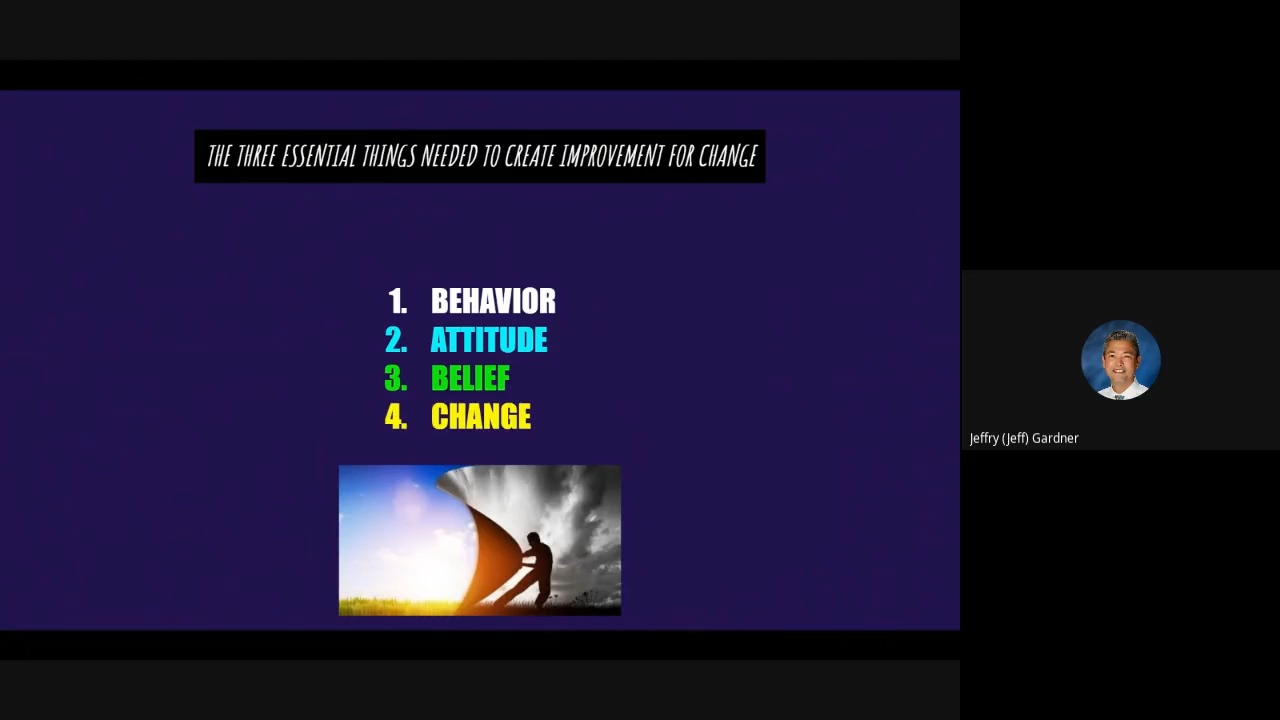 THE THREE ESSENTIAL THINGS NEEDED TO CREATE IMPROVEMENT FOR CHANGE
1. BEHAVIOR
2. ATTITUDE
3. BELIEF
4. CHANGE
Jeffry (Jeff) Gardner